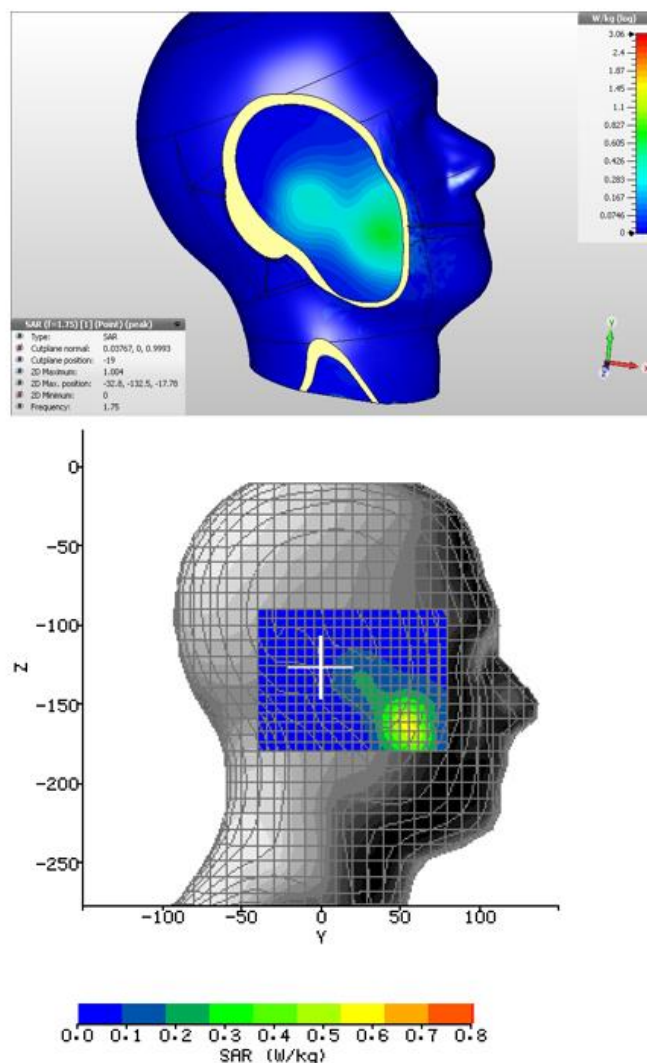 W/kg (log)
3.06
2.4
1.87
1.45
1.1
0.827
0.605
0.426
0.283
0.167
0.0746
0
SAR (f=1.75) [1] (Point) (peak)
Type: SAR
Cutplane normal: 0.03767, 0, 0.9993
Cutplane position: -19
2D Maximum: 1.004
2D Max. position: -32.8, -132.5, -17.78
2D Minimum: 0
Frequency: 1.75
Y
Z
X
0
-50
-100
-150
-200
-250
Z
-100 -50 0 50 100
Y
0.0 0.1 0.2 0.3 0.4 0.5 0.6 0.7 0.8
SAR (W/kg)